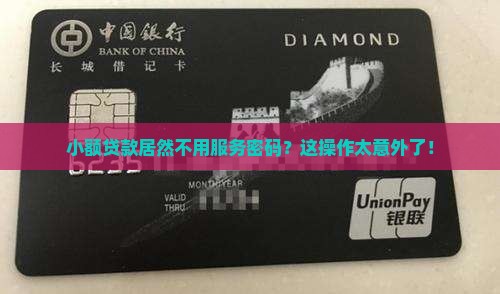 中国银行
BANK OF CHINA
长城借记卡
DIAMOND
小额贷款居然不用服务密码？这操作太意外了！
6235
MONTH/YEAR
VALID
THRU
UnionPay
银联